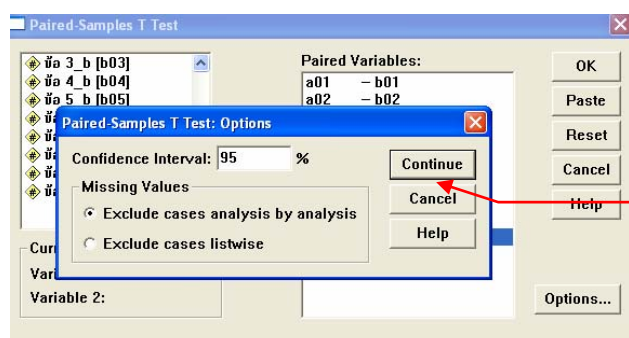 Paired-Samples T Test
ข้อ 3_b [b03]
ข้อ 4_b [b04]
ข้อ 5_b [b05]
Paired Variables:
a01 – b01
a02 – b02
OK
Paste
Reset
Cancel
Help
Paired-Samples T Test: Options
Confidence Interval: 95 %
Missing Values
Exclude cases analysis by analysis
Exclude cases listwise
Continue
Cancel
Help
Variable 2:
Options...